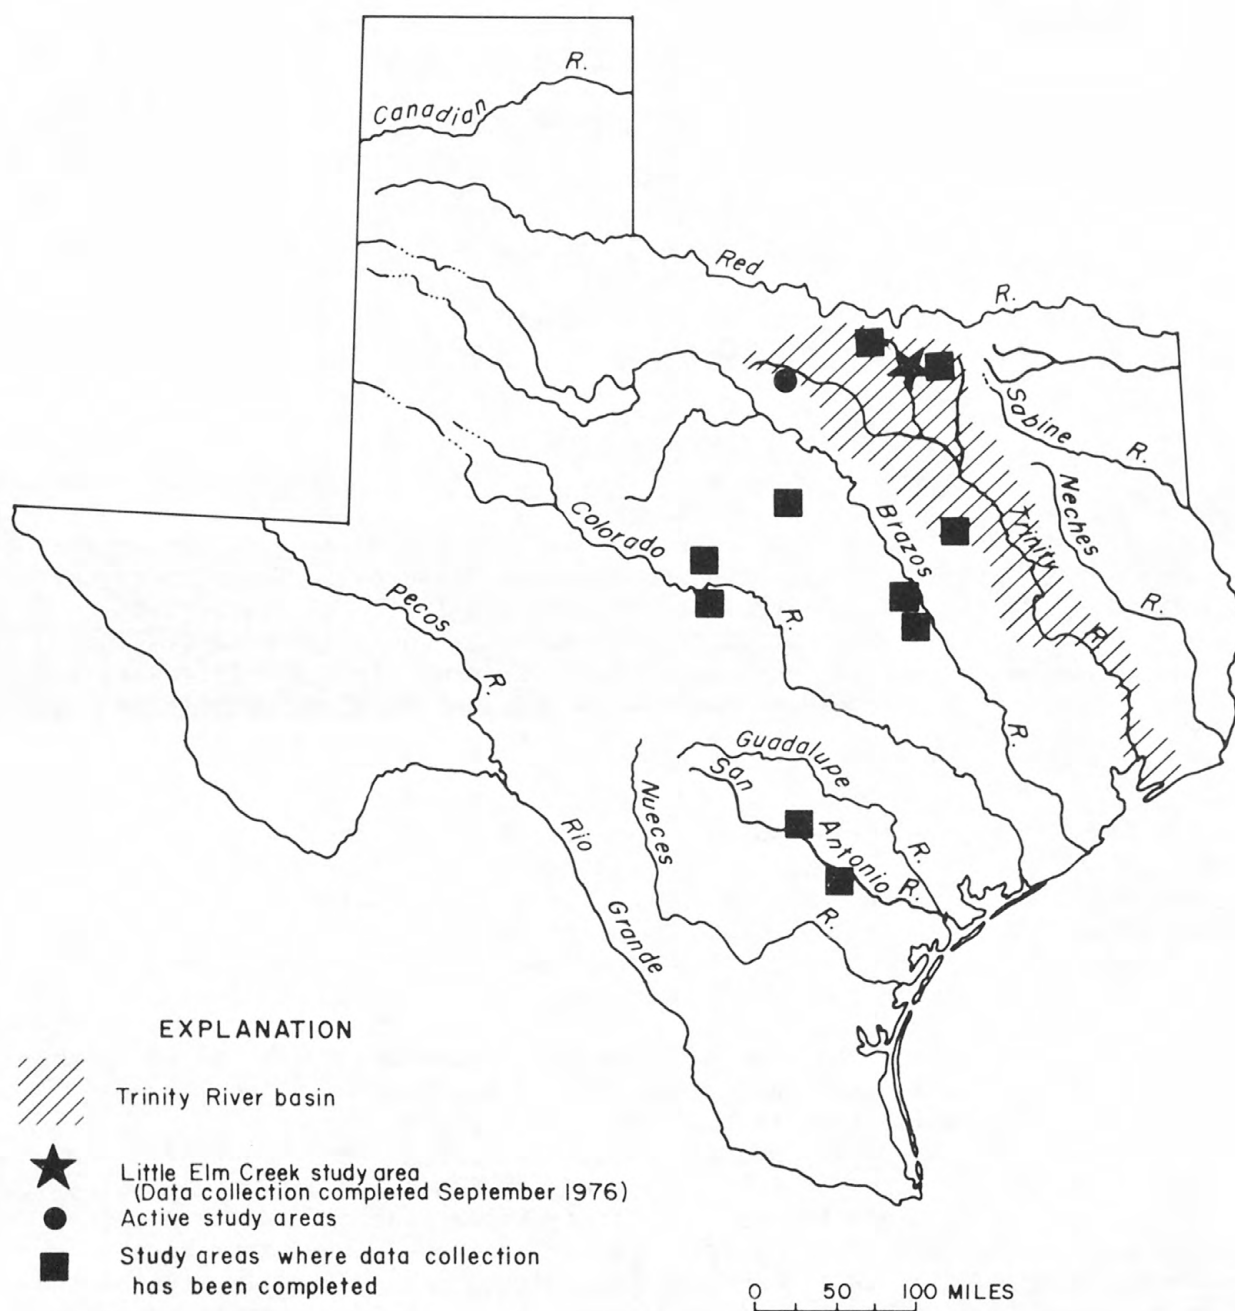 Canadian R.
Red R.
Sabine R.
Neches R.
Trinity R.
Brazos R.
Colorado R.
Pecos R.
Guadalupe R.
San Antonio R.
Nueces R.
Rio Grande
EXPLANATION
Trinity River basin
Little Elm Creek study area
(Data collection completed September 1976)
Active study areas
Study areas where data collection
has been completed
0 50 100 MILES